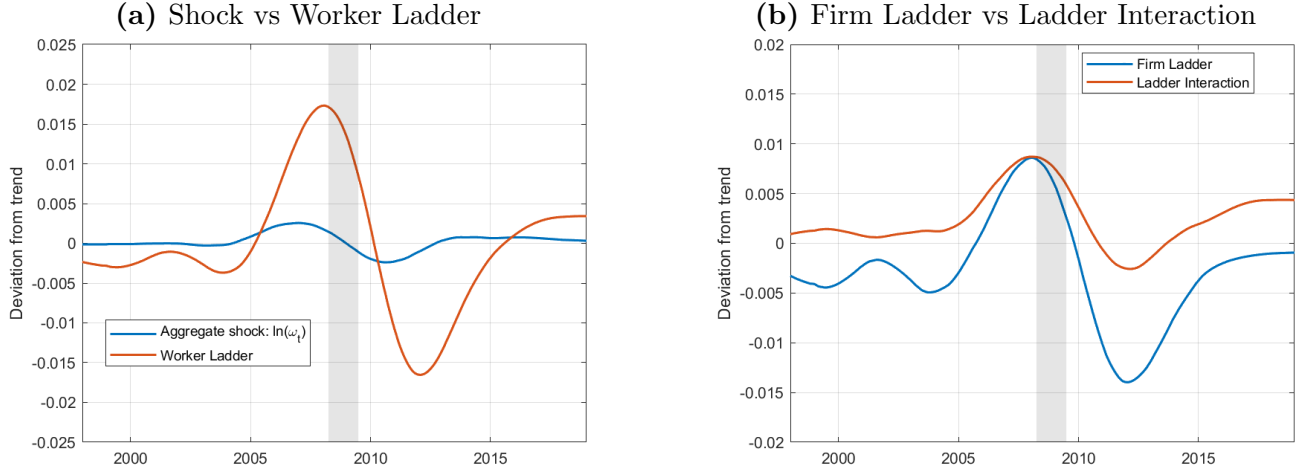 (a) Shock vs Worker Ladder
0.025
0.02
0.015
0.01
0.005
0
-0.005
-0.01
-0.015
-0.02
-0.025
Deviation from trend
Aggregate shock: ln(ω_t)
Worker Ladder
2000 2005 2010 2015
(b) Firm Ladder vs Ladder Interaction
0.02
0.015
0.01
0.005
0
-0.005
-0.01
-0.015
-0.02
Deviation from trend
Firm Ladder
Ladder Interaction
2000 2005 2010 2015